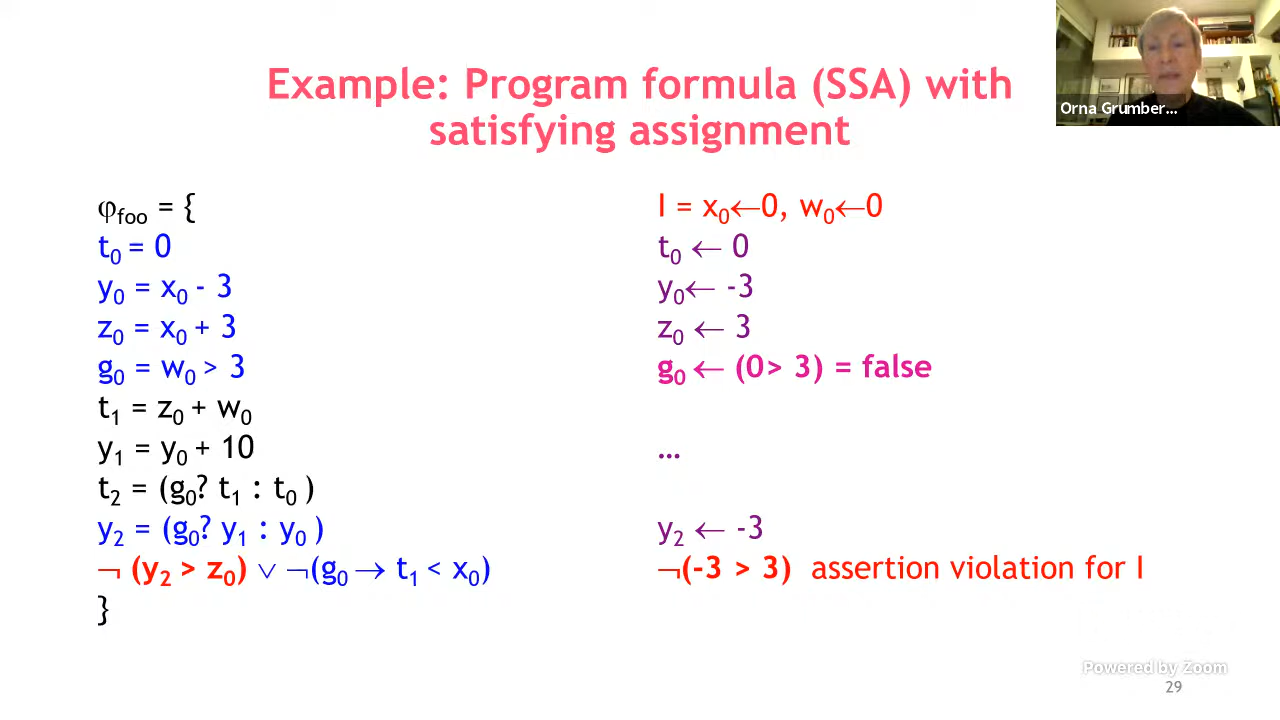 Orna Grumber...
Example: Program formula (SSA) with
satisfying assignment
φfoo = {
t0 = 0
y0 = x0 - 3
z0 = x0 + 3
g0 = w0 > 3
t1 = z0 + w0
y1 = y0 + 10
t2 = (g0? t1 : t0 )
y2 = (g0? y1 : y0 )
¬ (y2 > z0) ∨ ¬(g0 → t1 < x0)
}
I = x0←0, w0←0
t0 ← 0
y0← -3
z0 ← 3
g0 ← (0> 3) = false
...
y2 ← -3
¬(-3 > 3) assertion violation for I
Powered by Zoom
29